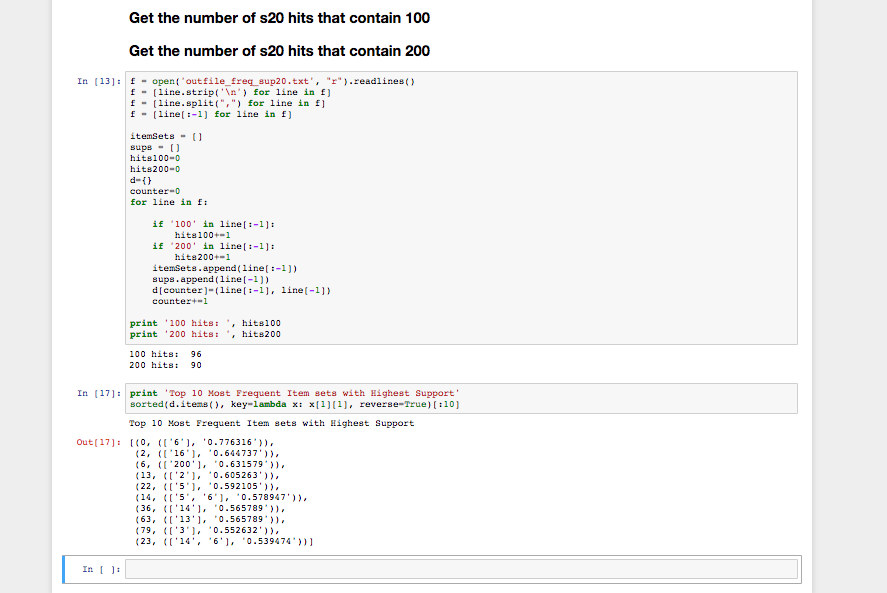 Get the number of s20 hits that contain 100
Get the number of s20 hits that contain 200
In [13]: f = open('outfile_freq_sup20.txt', "r").readlines()
f = [line.strip('\n') for line in f]
f = [line.split(",") for line in f]
f = [line[:-1] for line in f]
itemSets = []
sups = []
hits100=0
hits200=0
d={}
counter=0
for line in f:
if '100' in line[:-1]:
hits100+=1
if '200' in line[:-1]:
hits200+=1
itemSets.append(line[:-1])
sups.append(line[-1])
d[counter]=(line[:-1], line[-1])
counter+=1
print '100 hits: ', hits100
print '200 hits: ', hits200
100 hits:  96
200 hits:  90
In [17]: print 'Top 10 Most Frequent Item sets with Highest Support'
sorted(d.items(), key=lambda x: x[1][1], reverse=True)[:10]
Top 10 Most Frequent Item sets with Highest Support
Out[17]: [(0, (['6'], '0.776316')),
(2, (['16'], '0.644737')),
(6, (['200'], '0.631579')),
(13, (['2'], '0.605263')),
(22, (['5'], '0.592105')),
(14, (['5', '6'], '0.578947')),
(36, (['14'], '0.565789')),
(63, (['13'], '0.565789')),
(79, (['3'], '0.552632')),
(23, (['14', '6'], '0.539474'))]
In [ ]: